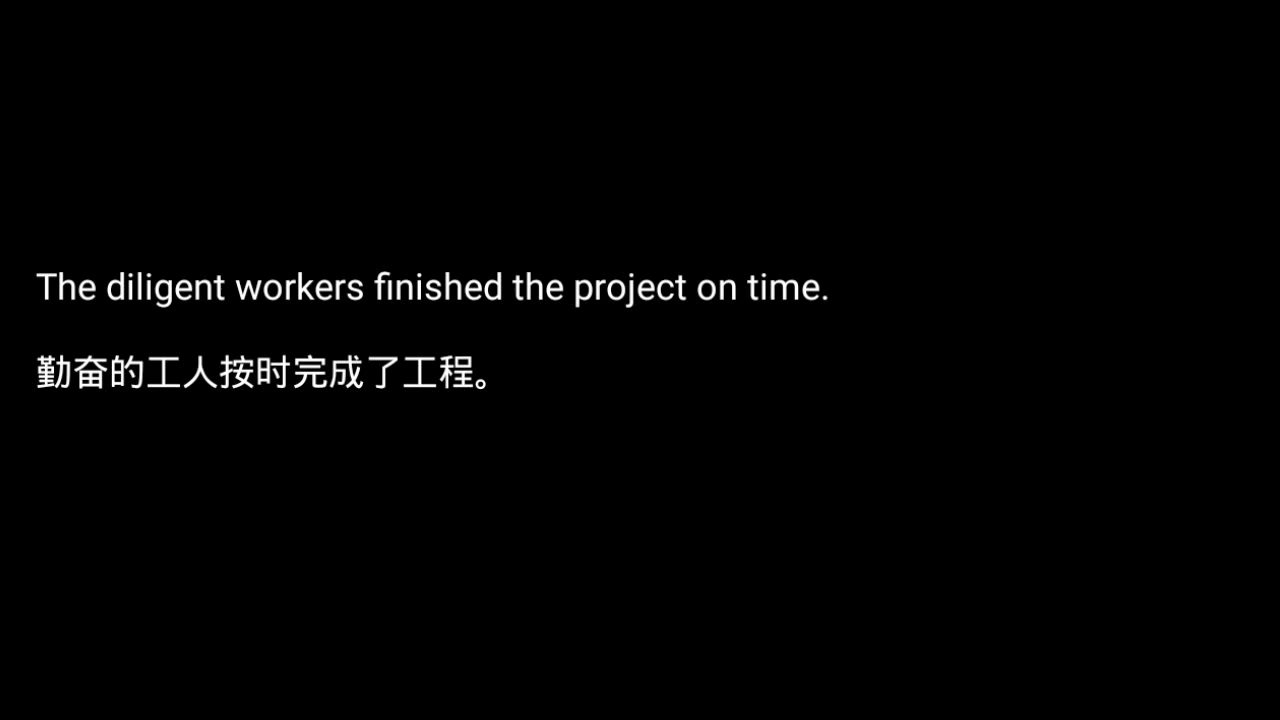 The diligent workers finished the project on time.
勤奋的工人按时完成了工程。